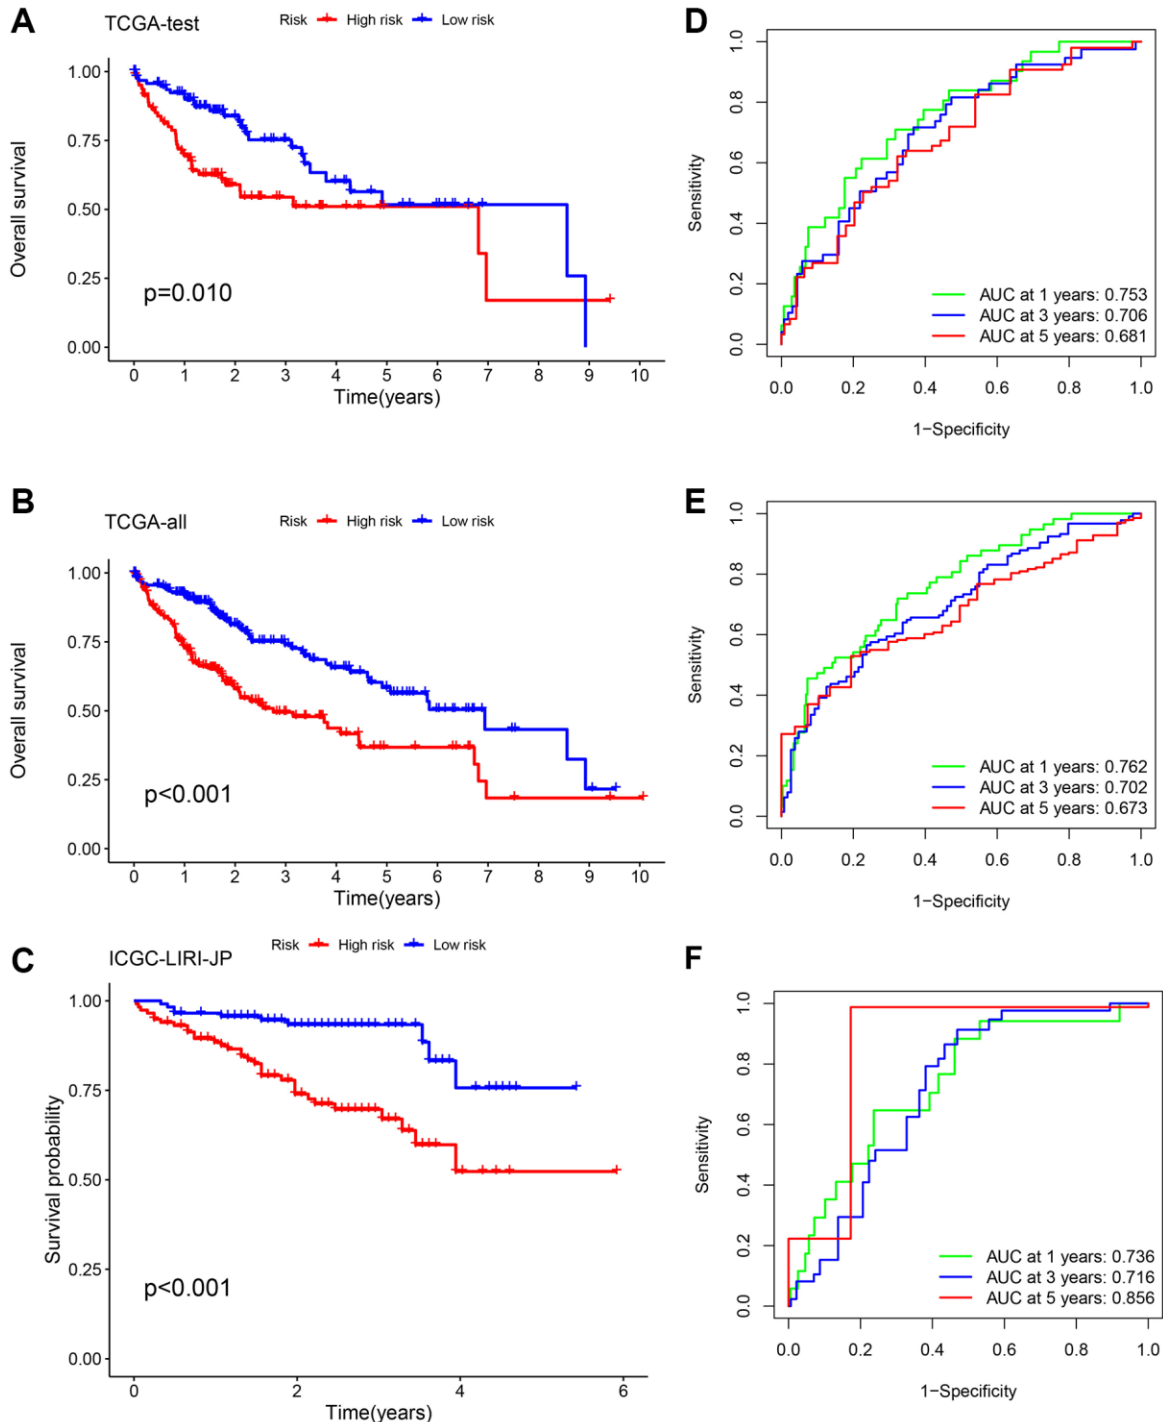 A
TCGA-test
Risk High risk Low risk
Overall survival
1.00
0.75
0.50
0.25
0.00
p=0.010
0 1 2 3 4 5 6 7 8 9 10
Time(years)
D
Sensitivity
1.0
0.8
0.6
0.4
0.2
0.0
AUC at 1 years: 0.753
AUC at 3 years: 0.706
AUC at 5 years: 0.681
0.0 0.2 0.4 0.6 0.8 1.0
1−Specificity
B
TCGA-all
Risk High risk Low risk
Overall survival
1.00
0.75
0.50
0.25
0.00
p<0.001
0 1 2 3 4 5 6 7 8 9 10
Time(years)
E
Sensitivity
1.0
0.8
0.6
0.4
0.2
0.0
AUC at 1 years: 0.762
AUC at 3 years: 0.702
AUC at 5 years: 0.673
0.0 0.2 0.4 0.6 0.8 1.0
1−Specificity
C
ICGC-LIRI-JP
Risk High risk Low risk
Survival probability
1.00
0.75
0.50
0.25
0.00
p<0.001
0 2 4 6
Time(years)
F
Sensitivity
1.0
0.8
0.6
0.4
0.2
0.0
AUC at 1 years: 0.736
AUC at 3 years: 0.716
AUC at 5 years: 0.856
0.0 0.2 0.4 0.6 0.8 1.0
1−Specificity